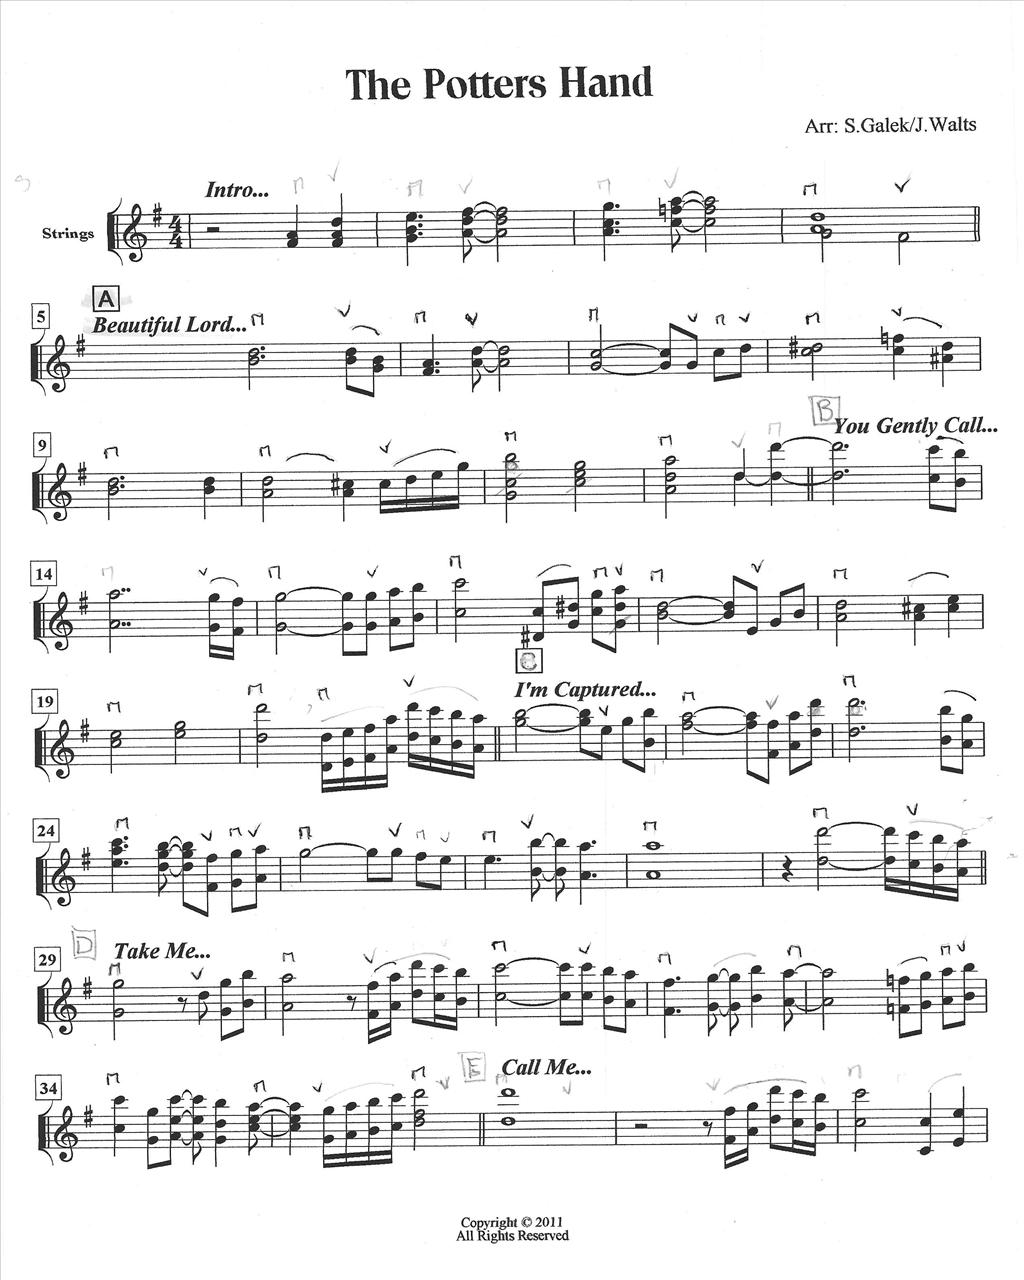 The Potters Hand
Arr: S.Galek/J.Walts
Intro...
Strings
4
4
A
5
Beautiful Lord...
B
9
You Gently Call...
14
C
19
I'm Captured...
24
D
29
Take Me...
E
34
Call Me...
Copyright © 2011
All Rights Reserved